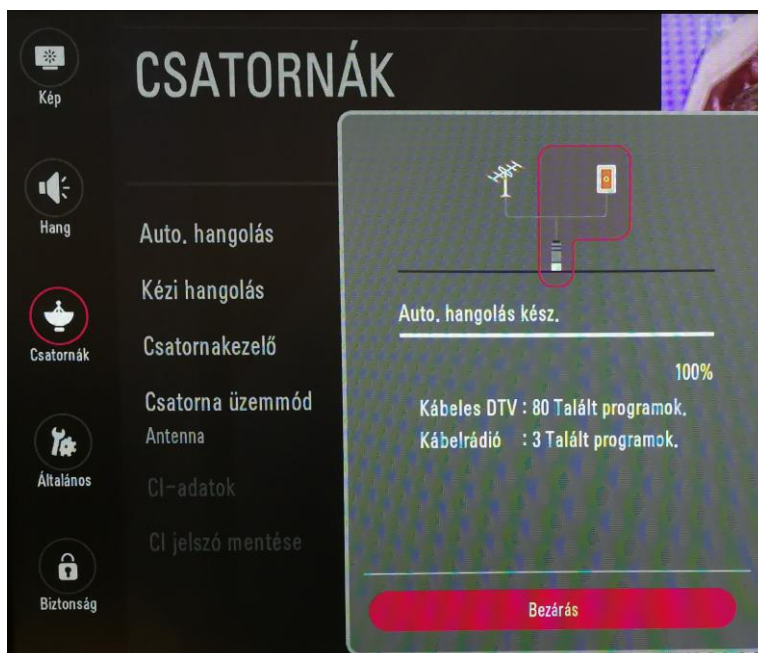 CSATORNÁK
Kép
Hang
Csatornák
Általános
Biztonság
Auto. hangolás
Kézi hangolás
Csatornakezelő
Csatorna üzemmód
Antenna
CI-adatok
CI jelszó mentése
Auto. hangolás kész.
100%
Kábeles DTV : 80 Talált programok.
Kábelrádió : 3 Talált programok.
Bezárás